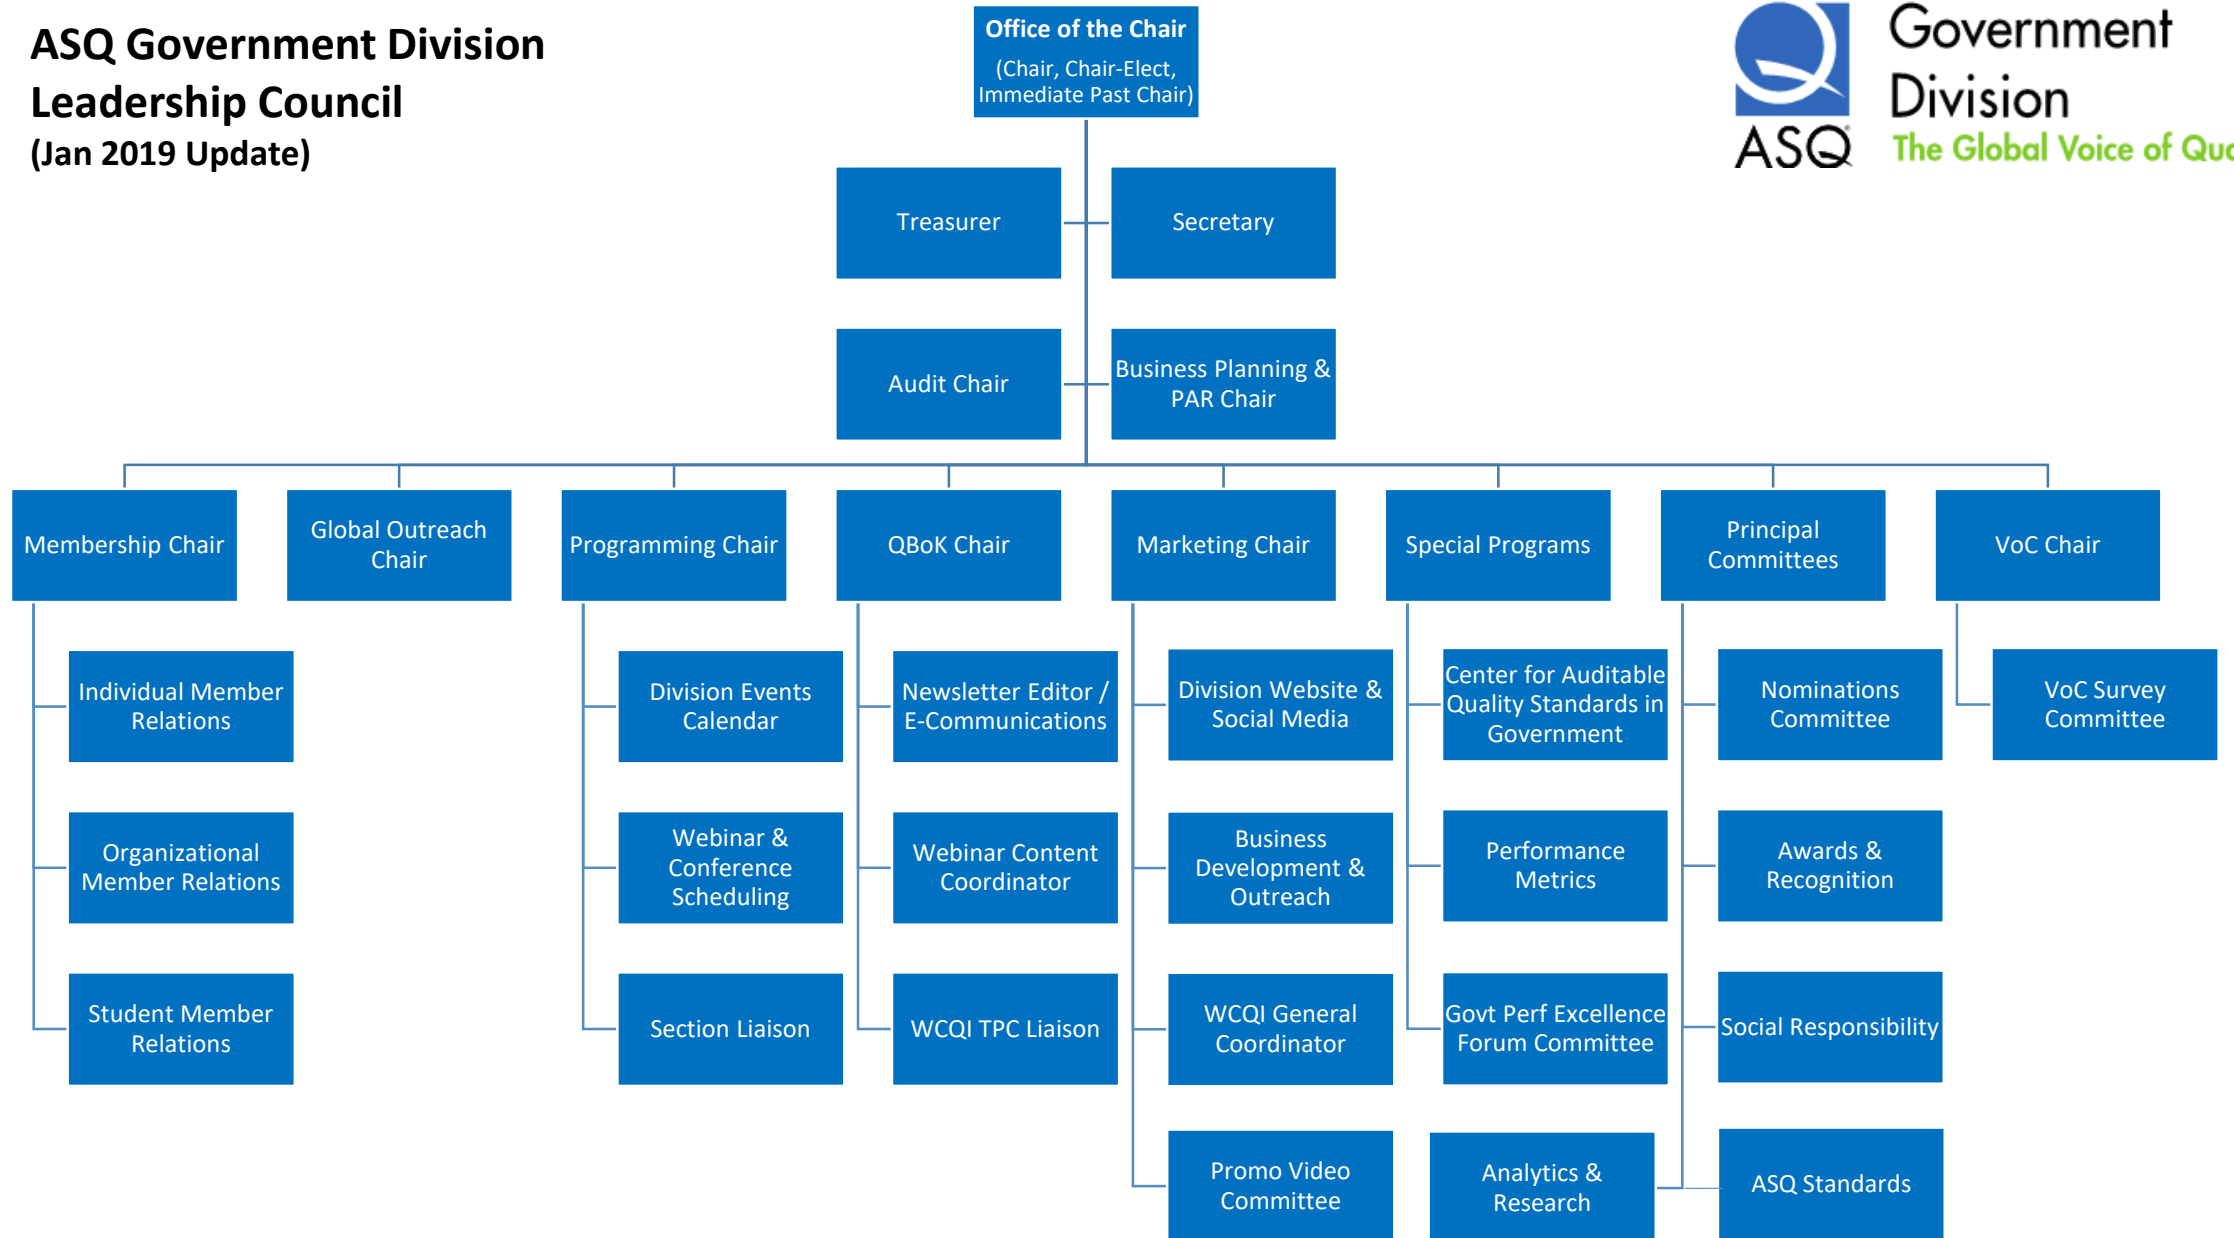 ASQ Government Division
Leadership Council
(Jan 2019 Update)
Office of the Chair
(Chair, Chair-Elect,
Immediate Past Chair)
Government
Division
ASQ
The Global Voice of
Treasurer
Secretary
Audit Chair
Business Planning &
PAR Chair
Membership Chair
Global Outreach
Chair
Programming Chair
QBoK Chair
Marketing Chair
Special Programs
Principal
Committees
VoC Chair
Individual Member
Relations
Organizational
Member Relations
Student Member
Relations
Division Events
Calendar
Webinar &
Conference
Scheduling
Section Liaison
Newsletter Editor /
E-Communications
Webinar Content
Coordinator
WCQI TPC Liaison
Division Website &
Social Media
Business
Development &
Outreach
WCQI General
Coordinator
Promo Video
Committee
Center for Auditable
Quality Standards in
Government
Performance
Metrics
Govt Perf Excellence
Forum Committee
Analytics &
Research
Nominations
Committee
Awards &
Recognition
Social Responsibility
ASQ Standards
VoC Survey
Committee